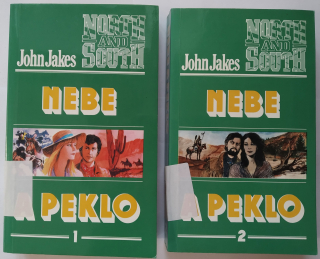 John Jakes
NORTH
AND
SOUTH
NEBE
A PEKLO
1
John Jakes
NORTH
AND
SOUTH
NEBE
A PEKLO
2